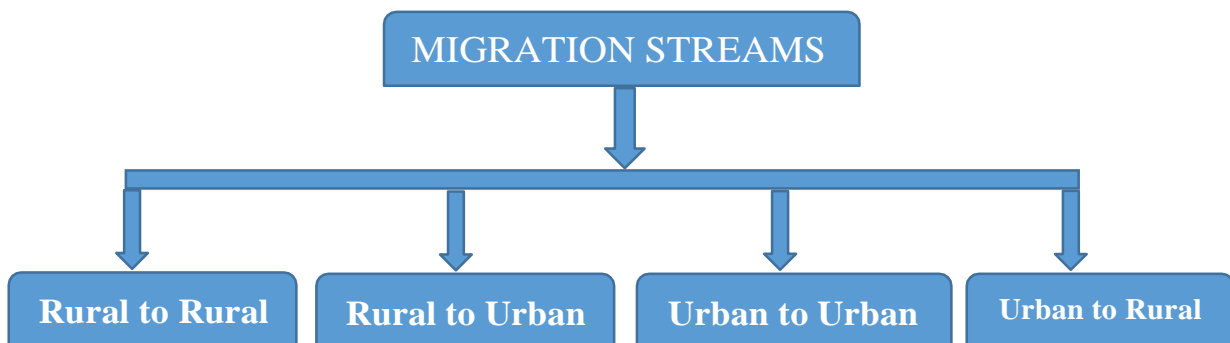 MIGRATION STREAMS
Rural to Rural
Rural to Urban
Urban to Urban
Urban to Rural